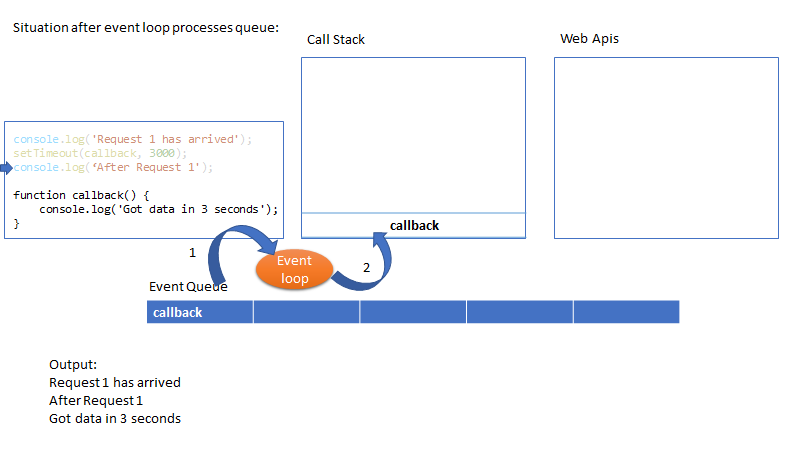 Situation after event loop processes queue:
Call Stack
Web Apis
console.log('Request 1 has arrived');
setTimeout(callback, 3000);
console.log(‘After Request 1');
function callback() {
console.log('Got data in 3 seconds');
}
callback
1
Event
loop
2
Event Queue
callback
Output:
Request 1 has arrived
After Request 1
Got data in 3 seconds